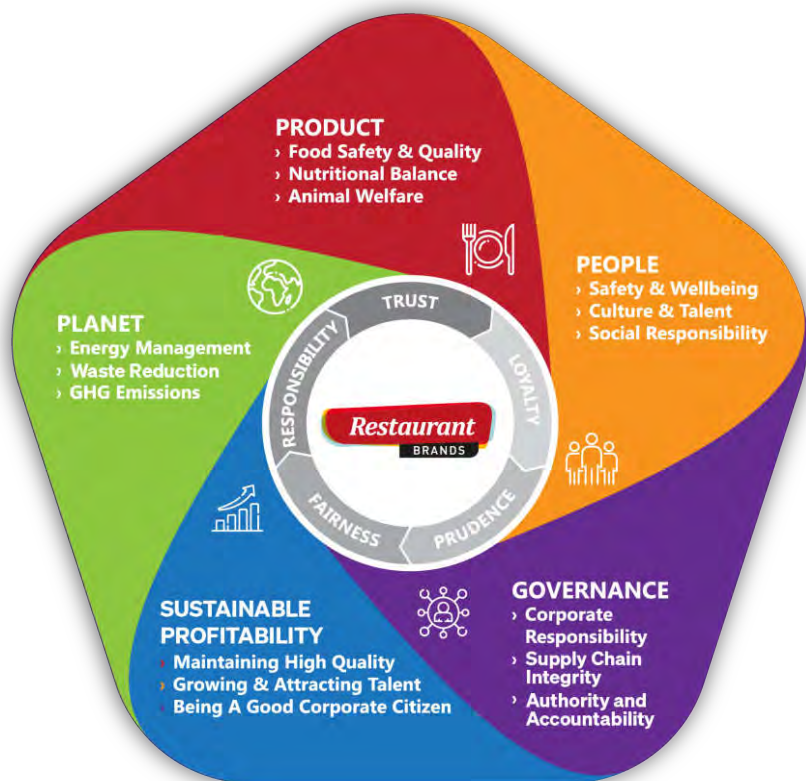 PRODUCT
› Food Safety & Quality
› Nutritional Balance
› Animal Welfare
PEOPLE
› Safety & Wellbeing
› Culture & Talent
› Social Responsibility
PLANET
› Energy Management
› Waste Reduction
› GHG Emissions
TRUST
LOYALTY
PRUDENCE
FAIRNESS
RESPONSIBILITY
Restaurant
BRANDS
GOVERNANCE
› Corporate
Responsibility
› Supply Chain
Integrity
› Authority and
Accountability
SUSTAINABLE
PROFITABILITY
› Maintaining High Quality
› Growing & Attracting Talent
› Being A Good Corporate Citizen